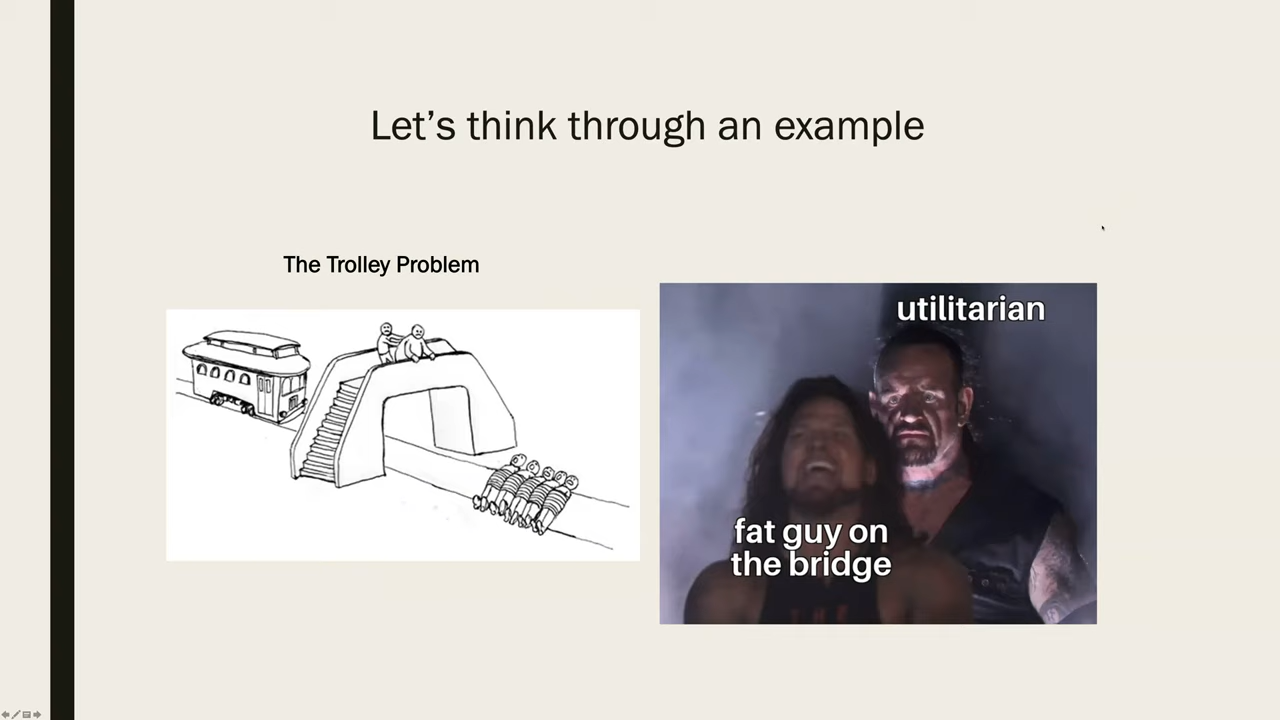 Let's think through an example
The Trolley Problem
utilitarian
fat guy on
the bridge